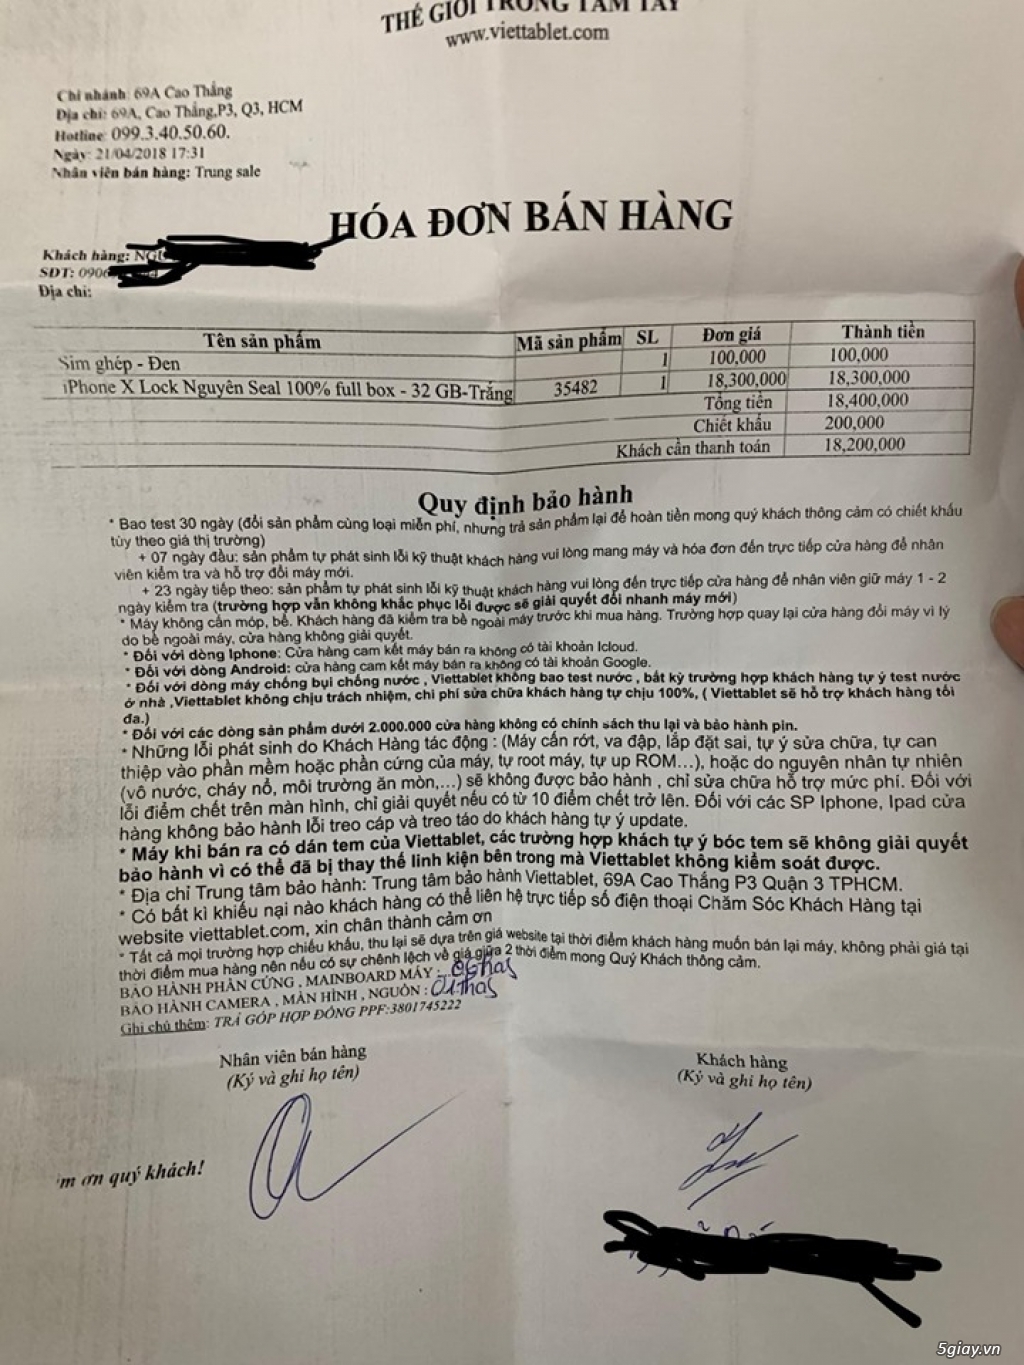 THẾ GIỚI TRONG TẦM TAY
www.viettablet.com
Chi nhánh: 69A Cao Thắng
Địa chỉ: 69A, Cao Thắng,P3, Q3, HCM
Hotline: 099.3.40.50.60.
Ngày: 21/04/2018 17:31
Nhân viên bán hàng: Trung sale
HÓA ĐƠN BÁN HÀNG
Khách hàng:
SĐT: 090
Địa chỉ:
Tên sản phẩm Mã sản phẩm SL Đơn giá Thành tiền
Sim ghép - Đen 1 100,000 100,000
iPhone X Lock Nguyên Seal 100% full box - 32 GB-Trắng 35482 1 18,300,000 18,300,000
Tổng tiền 18,400,000
Chiết khấu 200,000
Khách cần thanh toán 18,200,000
Quy định bảo hành
* Bao test 30 ngày (đổi sản phẩm cùng loại miễn phí, nhưng trả sản phẩm lại để hoàn tiền mong quý khách thông cảm có chiết khấu
tùy theo giá thị trường)
+ 07 ngày đầu: sản phẩm tự phát sinh lỗi kỹ thuật khách hàng vui lòng mang máy và hóa đơn đến trực tiếp cửa hàng để nhân
viên kiểm tra và hỗ trợ đổi máy mới.
+ 23 ngày tiếp theo: sản phẩm tự phát sinh lỗi kỹ thuật khách hàng vui lòng đến trực tiếp cửa hàng để nhân viên giữ máy 1 - 2
ngày kiểm tra (trường hợp vẫn không khắc phục lỗi được sẽ giải quyết đổi nhanh máy mới)
* Máy không cấn móp, bể. Khách hàng đã kiểm tra bề ngoài máy trước khi mua hàng. Trường hợp quay lại cửa hàng đổi máy vì lý
do bề ngoài máy, cửa hàng không giải quyết.
* Đối với dòng Iphone: Cửa hàng cam kết máy bán ra không có tài khoản Icloud.
* Đối với dòng Android: cửa hàng cam kết máy bán ra không có tài khoản Google.
* Đối với dòng máy chống bụi chống nước , Viettablet không bao test nước , bất kỳ trường hợp khách hàng tự ý test nước
ở nhà ,Viettablet không chịu trách nhiệm, chi phí sửa chữa khách hàng tự chịu 100%, ( Viettablet sẽ hỗ trợ khách hàng tối
đa.)
* Đối với các dòng sản phẩm dưới 2.000.000 cửa hàng không có chính sách thu lại và bảo hành pin.
* Những lỗi phát sinh do Khách Hàng tác động : (Máy cấn rớt, va đập, lắp đặt sai, tự ý sửa chữa, tự can
thiệp vào phần mềm hoặc phần cứng của máy, tự root máy, tự up ROM...), hoặc do nguyên nhân tự nhiên
(vô nước, cháy nổ, môi trường ăn mòn,...) sẽ không được bảo hành , chỉ sửa chữa hỗ trợ mức phí. Đối với
lỗi điểm chết trên màn hình, chỉ giải quyết nếu có từ 10 điểm chết trở lên. Đối với các SP Iphone, Ipad cửa
hàng không bảo hành lỗi treo cáp và treo táo do khách hàng tự ý update.
* Máy khi bán ra có dán tem của Viettablet, các trường hợp khách tự ý bóc tem sẽ không giải quyết
bảo hành vì có thể đã bị thay thế linh kiện bên trong mà Viettablet không kiểm soát được.
* Địa chỉ Trung tâm bảo hành: Trung tâm bảo hành Viettablet, 69A Cao Thắng P3 Quận 3 TPHCM.
* Có bất kì khiếu nại nào khách hàng có thể liên hệ trực tiếp số điện thoại Chăm Sóc Khách Hàng tại
website viettablet.com, xin chân thành cảm ơn
* Tất cả mọi trường hợp chiếu khấu, thu lại sẽ dựa trên giá website tại thời điểm khách hàng muốn bán lại máy, không phải giá tại
thời điểm mua hàng nên nếu có sự chênh lệch về giá giữa 2 thời điểm mong Quý Khách thông cảm.
BẢO HÀNH PHẦN CỨNG , MAINBOARD MÁY :
BẢO HÀNH CAMERA , MÀN HÌNH , NGUỒN :
Ghi chú thêm: TRẢ GÓP HỢP ĐỒNG PPF:3801745222
Nhân viên bán hàng
(Ký và ghi họ tên)
Khách hàng
(Ký và ghi họ tên)
ơn quý khách!
5giay.vn